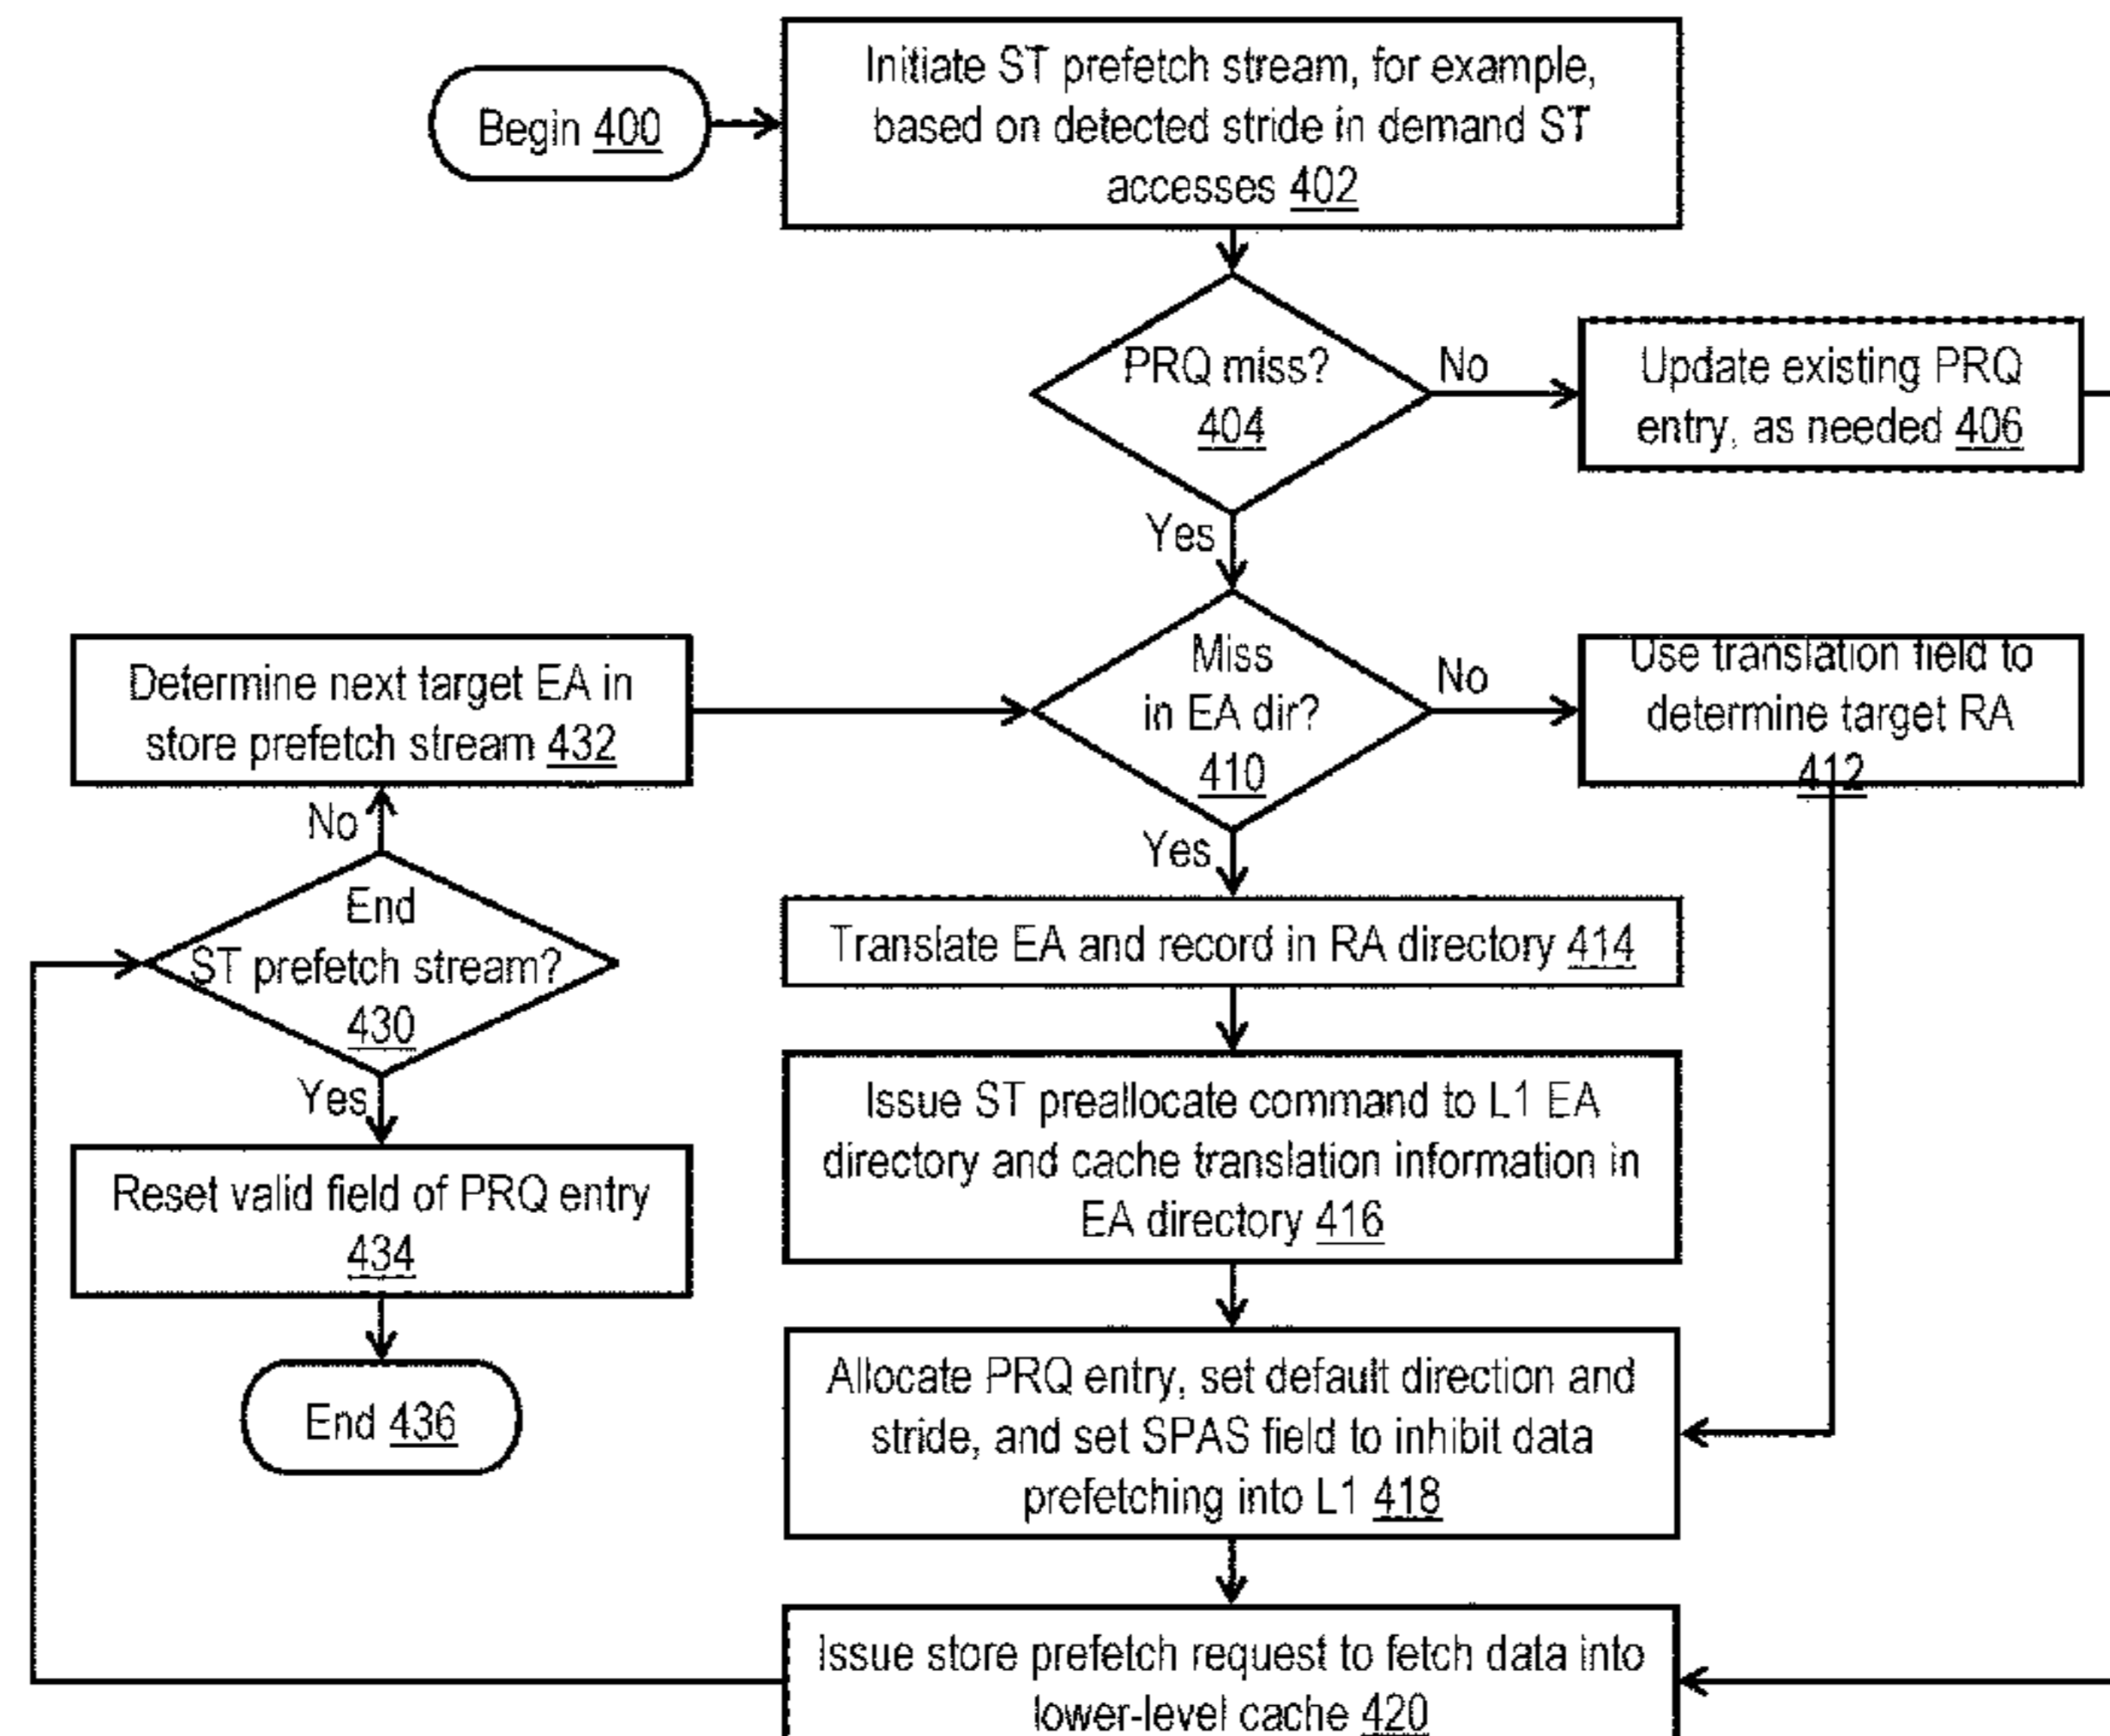 Begin 400
Initiate ST prefetch stream, for example,
based on detected stride in demand ST
accesses 402
PRQ miss?
404
No
Update existing PRQ
entry, as needed 406
Yes
Determine next target EA in
store prefetch stream 432
Miss
in EA dir?
410
No
Use translation field to
determine target RA
412
No
Yes
End
ST prefetch stream?
430
Translate EA and record in RA directory 414
Yes
Issue ST preallocate command to L1 EA
directory and cache translation information in
EA directory 416
Reset valid field of PRQ entry
434
Allocate PRQ entry, set default direction and
stride, and set SPAS field to inhibit data
prefetching into L1 418
End 436
Issue store prefetch request to fetch data into
lower-level cache 420